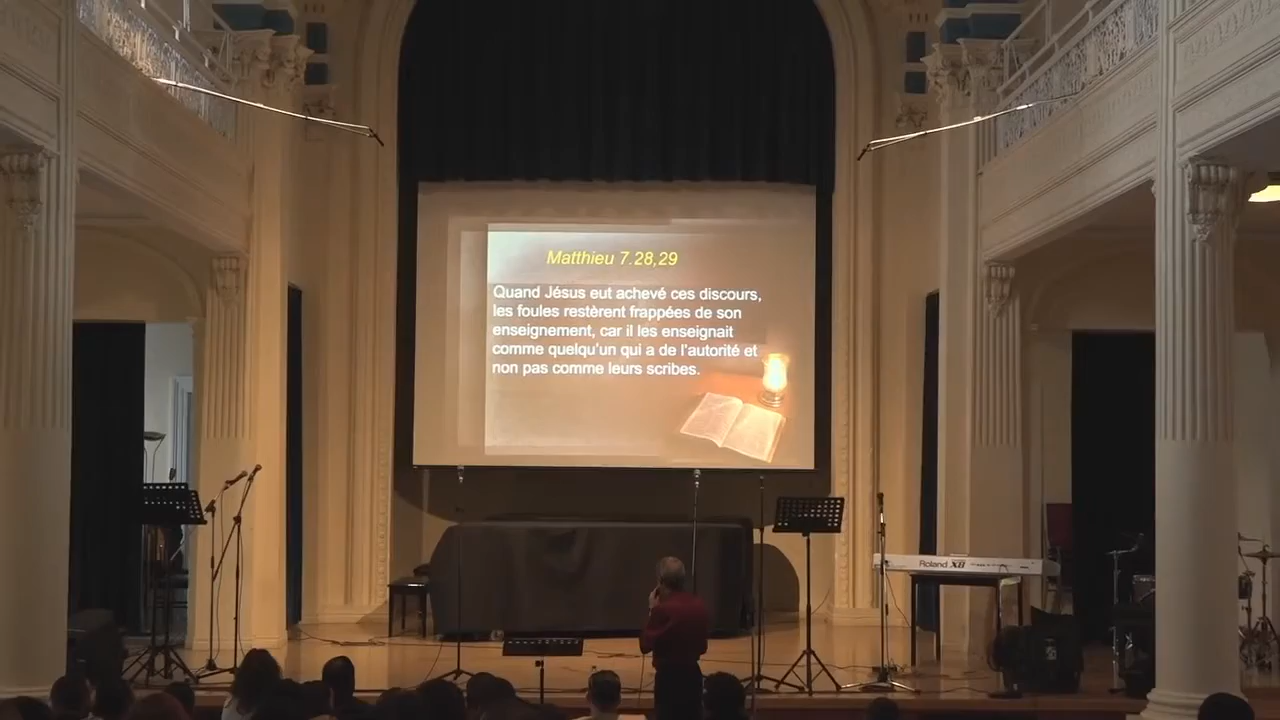 Matthieu 7.28,29
Quand Jésus eut achevé ces discours,
les foules restèrent frappées de son
enseignement, car il les enseignait
comme quelqu'un qui a de l'autorité et
non pas comme leurs scribes.
Roland